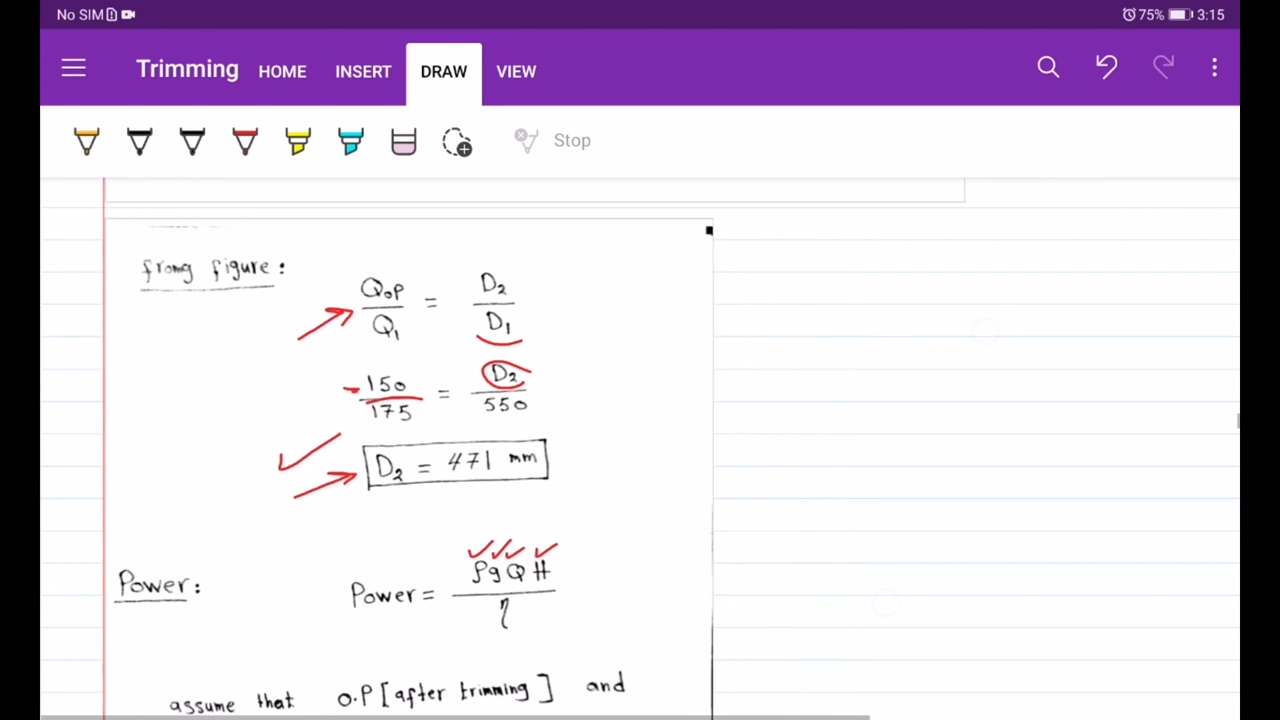 No SIM
75% 3:15
Trimming HOME INSERT DRAW VIEW
Stop
from figure:
Qop / Q1 = D2 / D1
150 / 175 = D2 / 550
D2 = 471 mm
Power: Power = ρgQH / η
assume that O.P [after trimming] and